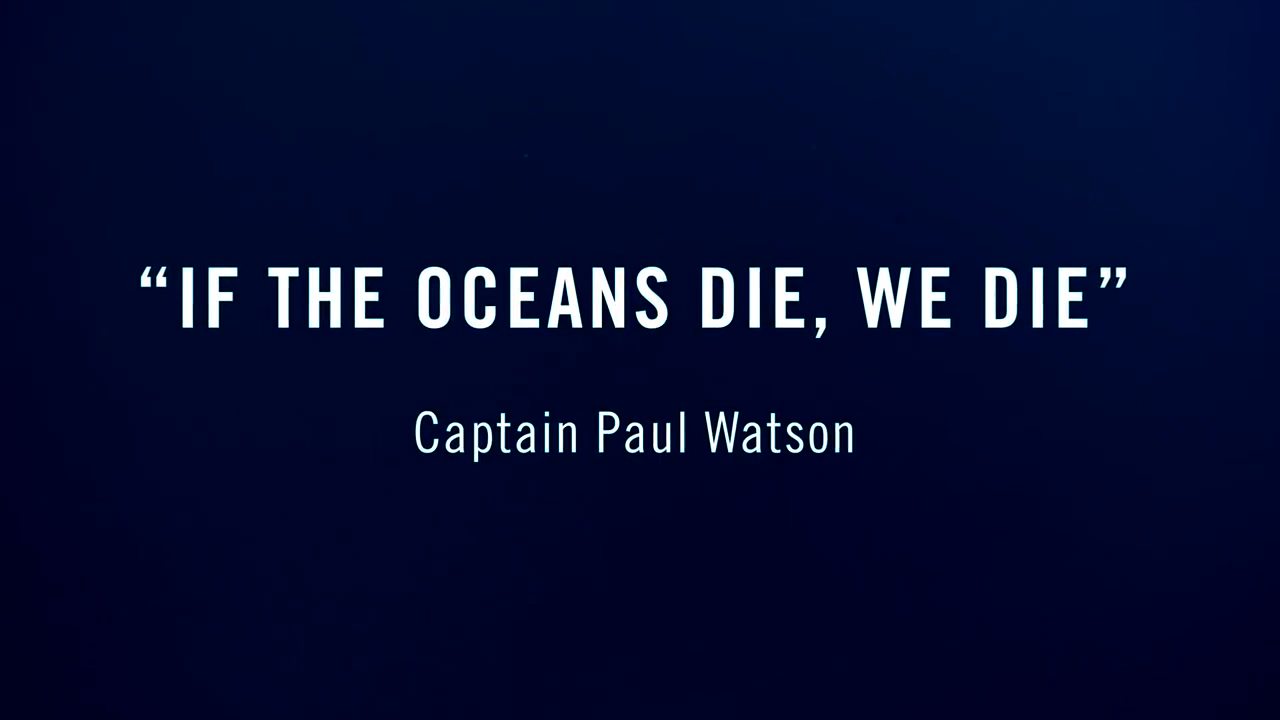 “IF THE OCEANS DIE, WE DIE”
Captain Paul Watson